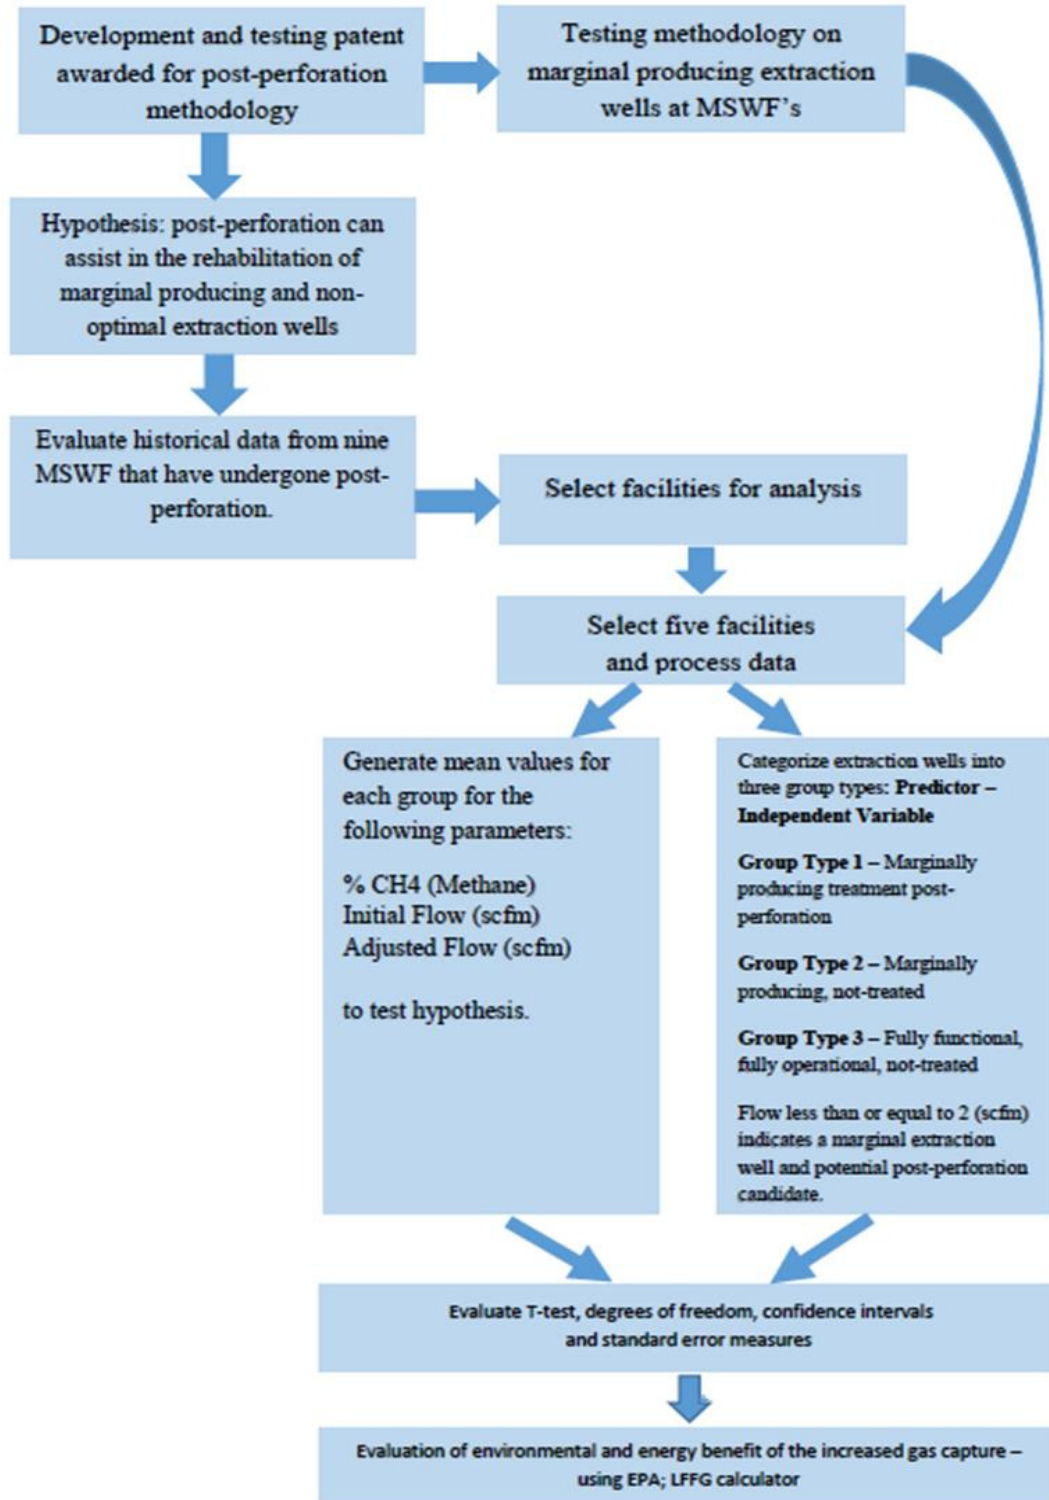 Development and testing patent
awarded for post-perforation
methodology
Testing methodology on
marginal producing extraction
wells at MSWF's
Hypothesis: post-perforation can
assist in the rehabilitation of
marginal producing and non-
optimal extraction wells
Evaluate historical data from nine
MSWF that have undergone post-
perforation.
Select facilities for analysis
Select five facilities
and process data
Generate mean values for
each group for the
following parameters:
% CH4 (Methane)
Initial Flow (scfm)
Adjusted Flow (scfm)
to test hypothesis.
Categorize extraction wells into
three group types: Predictor –
Independent Variable
Group Type 1 – Marginally
producing treatment post-
perforation
Group Type 2 – Marginally
producing, not-treated
Group Type 3 – Fully functional,
fully operational, not-treated
Flow less than or equal to 2 (scfm)
indicates a marginal extraction
well and potential post-perforation
candidate.
Evaluate T-test, degrees of freedom, confidence intervals
and standard error measures
Evaluation of environmental and energy benefit of the increased gas capture –
using EPA; LFFG calculator